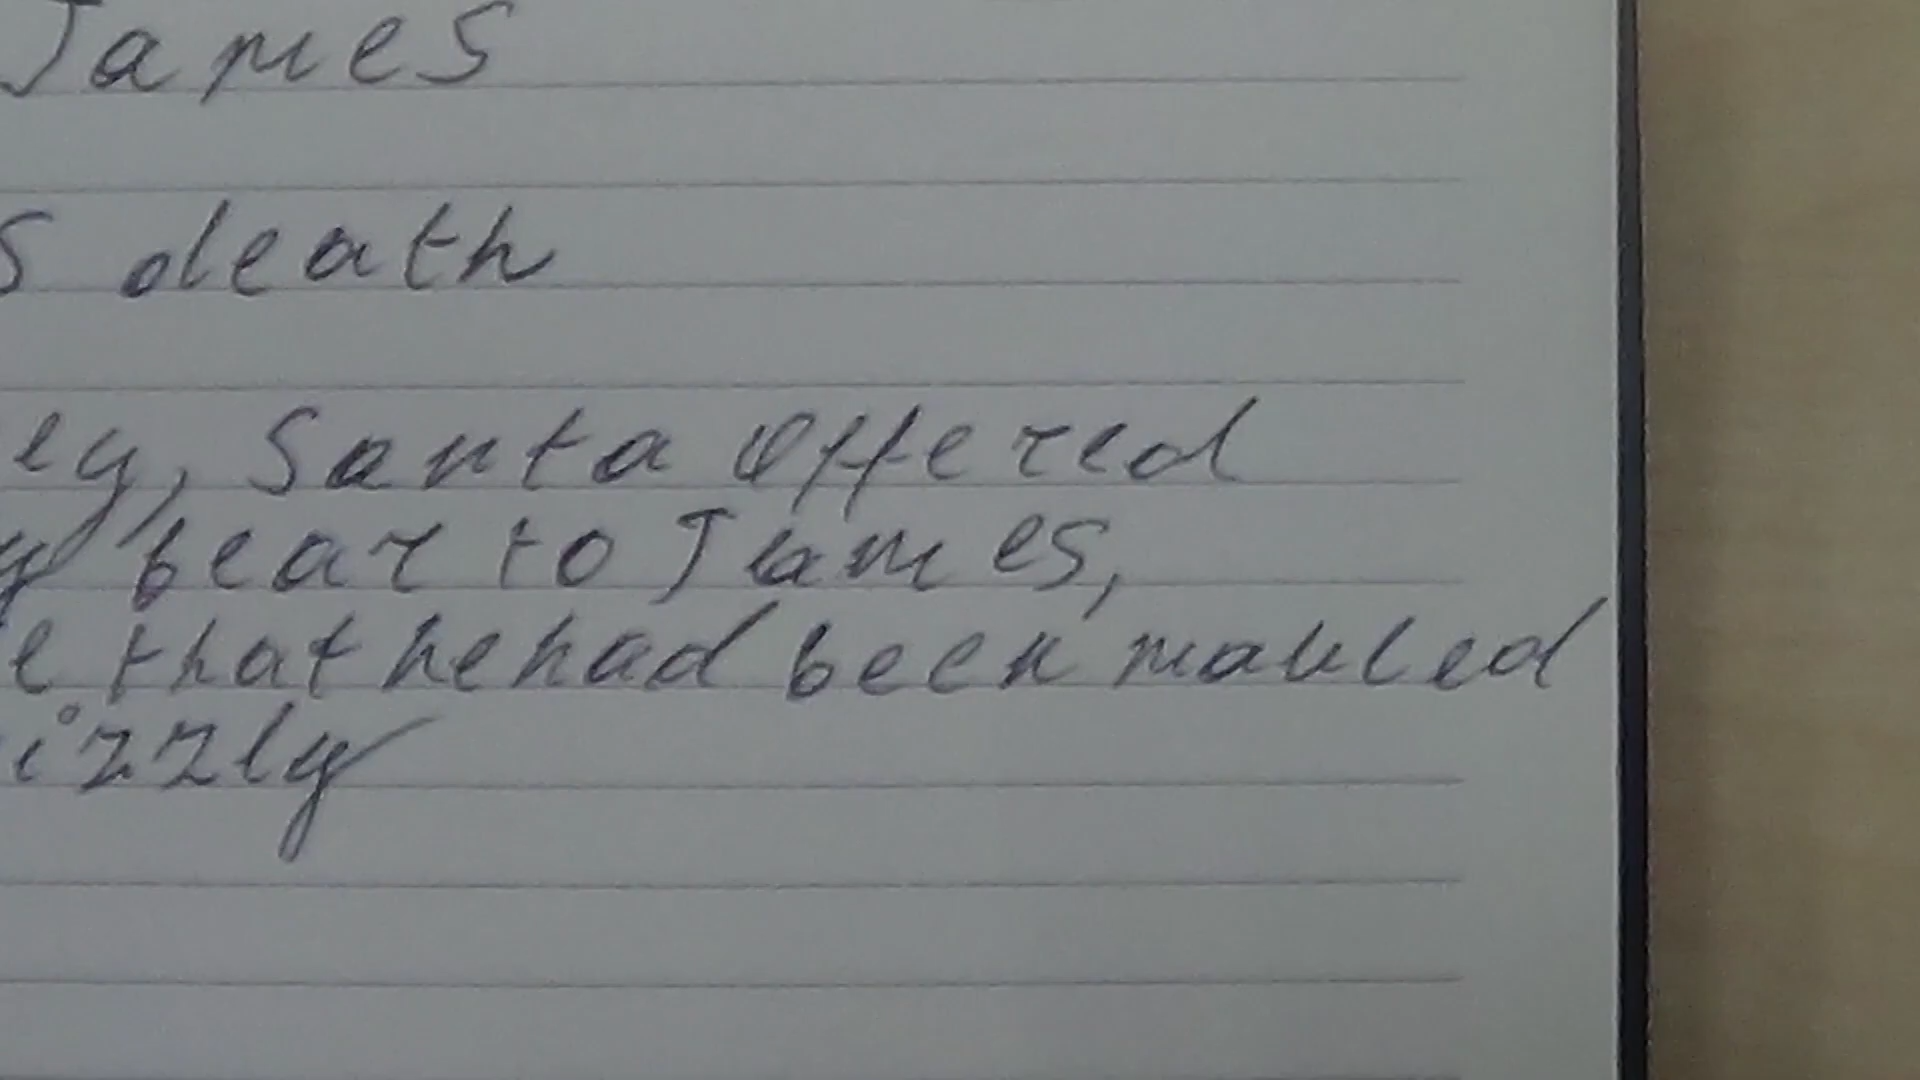 James
s death
ey, Santa offered
y bear to James,
e that he had been mauled
izzly